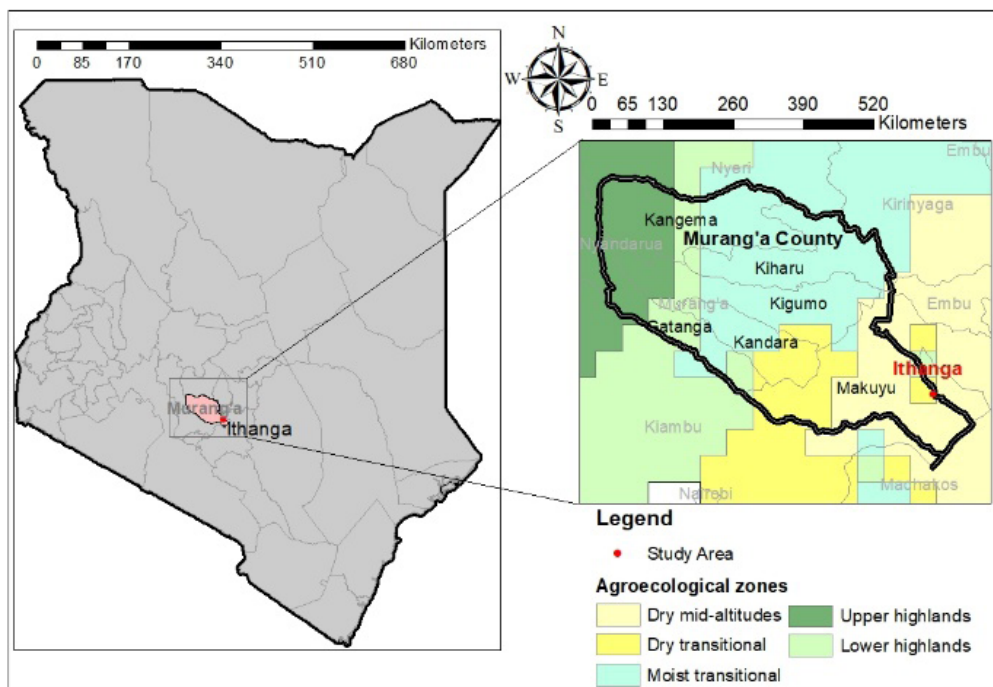 Kilometers
0 85 170 340 510 680
Murang'a
Ithanga
N
W E
S
0 65 130 260 390 520
Kilometers
Embu
Nyeri
Kirinyaga
Kangema
Nyandarua
Murang'a County
Kiharu
Murang'a
Kigumo
Embu
Gatanga
Kandara
Ithanga
Makuyu
Kiambu
Machakos
Nairobi
Legend
Study Area
Agroecological zones
Dry mid-altitudes
Upper highlands
Dry transitional
Lower highlands
Moist transitional